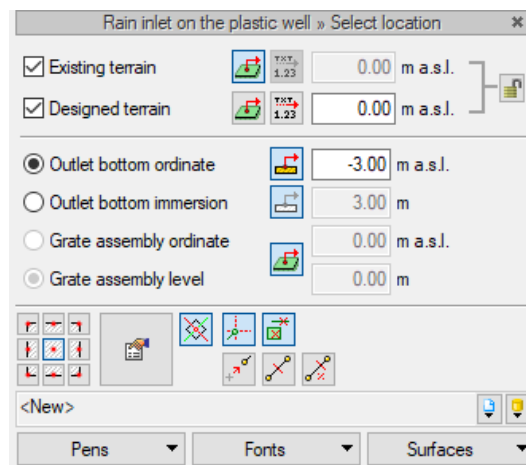 Rain inlet on the plastic well » Select location
Existing terrain TXT 1.23 0.00 m a.s.l.
Designed terrain TXT 1.23 0.00 m a.s.l.
Outlet bottom ordinate -3.00 m a.s.l.
Outlet bottom immersion 3.00 m
Grate assembly ordinate 0.00 m a.s.l.
Grate assembly level 0.00 m
<New>
Pens Fonts Surfaces